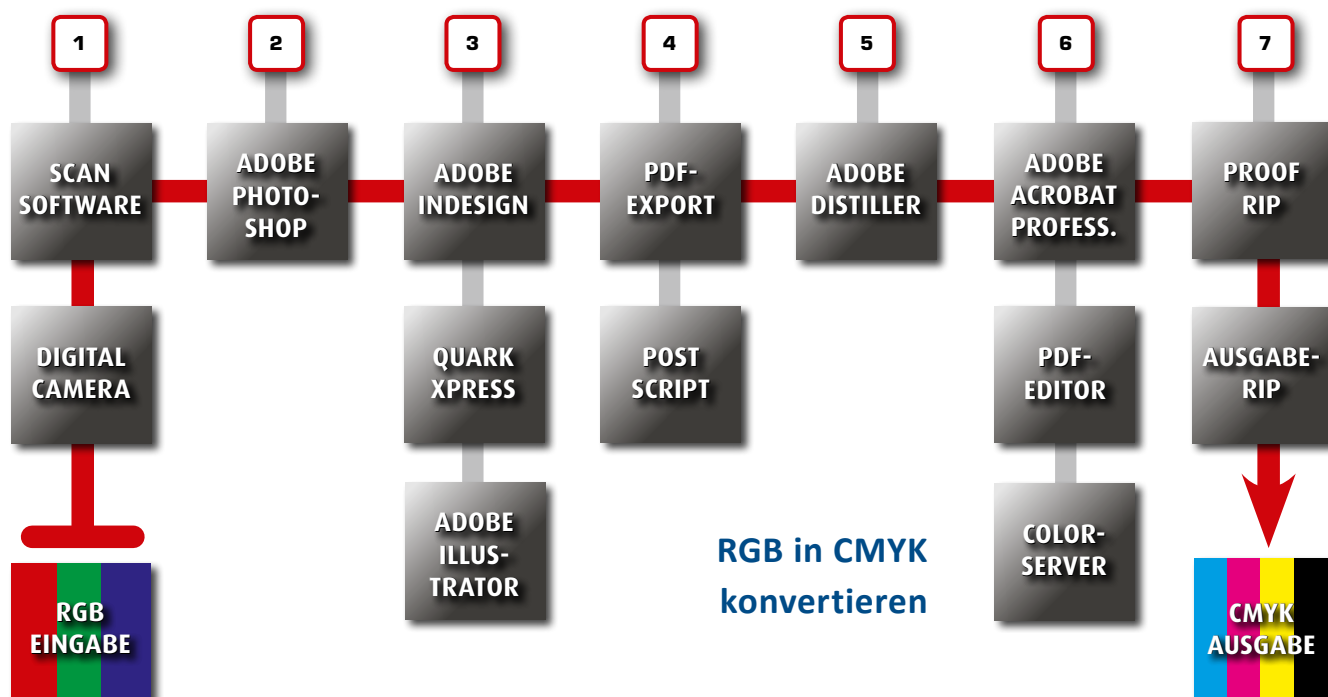 1
2
3
4
5
6
7
SCAN
SOFTWARE
ADOBE
PHOTO-
SHOP
ADOBE
INDESIGN
PDF-
EXPORT
ADOBE
DISTILLER
ADOBE
ACROBAT
PROFESS.
PROOF
RIP
DIGITAL
CAMERA
QUARK
XPRESS
POST
SCRIPT
PDF-
EDITOR
AUSGABE-
RIP
ADOBE
ILLUS-
TRATOR
RGB in CMYK
konvertieren
COLOR-
SERVER
RGB
EINGABE
CMYK
AUSGABE